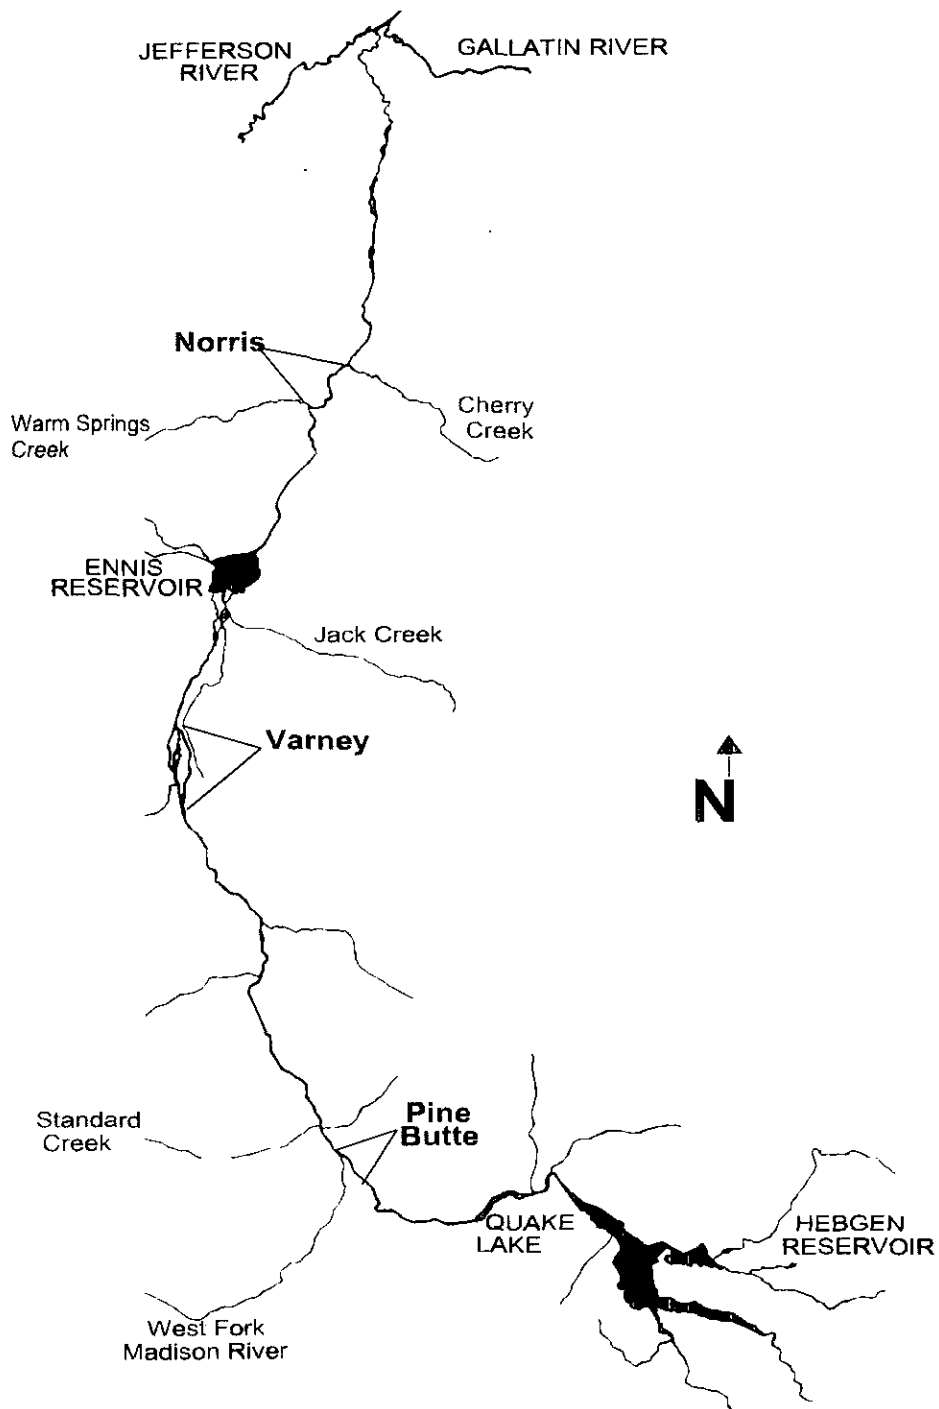 JEFFERSON
RIVER
GALLATIN RIVER
Norris
Warm Springs
Creek
Cherry
Creek
ENNIS
RESERVOIR
Jack Creek
Varney
N
Standard
Creek
Pine
Butte
QUAKE
LAKE
HEBGEN
RESERVOIR
West Fork
Madison River